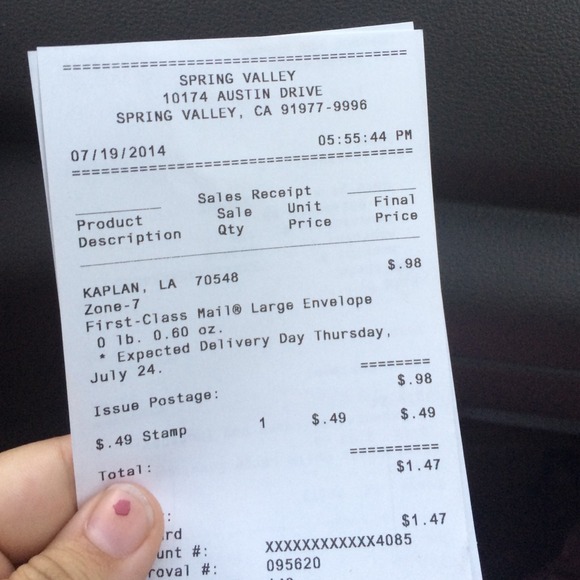 SPRING VALLEY
10174 AUSTIN DRIVE
SPRING VALLEY, CA 91977-9996
07/19/2014 05:55:44 PM
Sales Receipt
Product Sale Unit Final
Description Qty Price Price
KAPLAN, LA 70548 $.98
Zone-7
First-Class Mail® Large Envelope
0 lb. 0.60 oz.
* Expected Delivery Day Thursday,
July 24.
========
Issue Postage: $.98
$.49 Stamp 1 $.49 $.49
==========
Total: $1.47
: $1.47
rd
unt #: XXXXXXXXXXXX4085
roval #: 095620